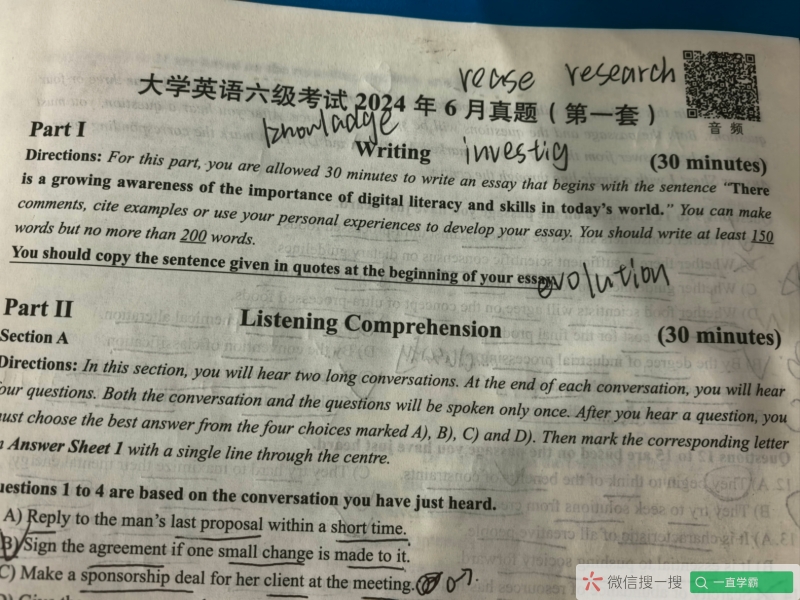 rease research
大学英语六级考试 2024 年 6 月真题（第一套）
音 频
knowladge
Part I
Writing investig (30 minutes)
Directions: For this part, you are allowed 30 minutes to write an essay that begins with the sentence "There
is a growing awareness of the importance of digital literacy and skills in today's world." You can make
comments, cite examples or use your personal experiences to develop your essay. You should write at least 150
words but no more than 200 words.
You should copy the sentence given in quotes at the beginning of your essay.
evolution
Part II
Listening Comprehension (30 minutes)
Section A
Directions: In this section, you will hear two long conversations. At the end of each conversation, you will hear
four questions. Both the conversation and the questions will be spoken only once. After you hear a question, you
must choose the best answer from the four choices marked A), B), C) and D). Then mark the corresponding letter
Answer Sheet 1 with a single line through the centre.
Questions 1 to 4 are based on the conversation you have just heard.
A) Reply to the man's last proposal within a short time.
B) Sign the agreement if one small change is made to it.
C) Make a sponsorship deal for her client at the meeting.
微信搜一搜 一直学霸